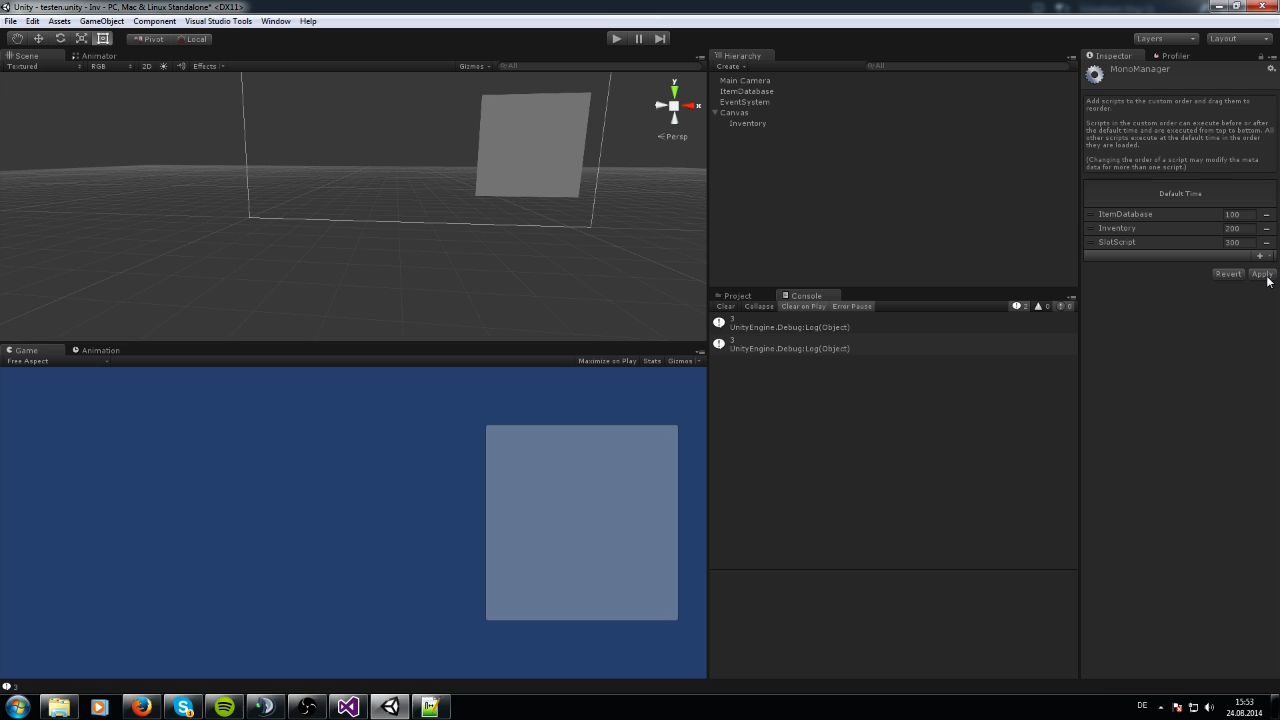 Unity - testen.unity - Inv - PC, Mac & Linux Standalone* <DX11>
File Edit Assets GameObject Component Visual Studio Tools Window Help
Pivot Local Layers Layout
Scene Animator
Textured RGB 2D Effects Gizmos All
y
x
Persp
Hierarchy
Create All
Main Camera
ItemDatabase
EventSystem
Canvas
Inventory
Inspector Profiler
MonoManager
Add scripts to the custom order and drag them to
reorder.
Scripts in the custom order can execute before or after
the default time and are executed from top to bottom. All
other scripts execute at the default time in the order
they are loaded.
(Changing the order of a script may modify the meta
data for more than one script.)
Default Time
ItemDatabase 100
Inventory 200
SlotScript 300
Revert Apply
Project Console
Clear Collapse Clear on Play Error Pause 2 0 0
3
UnityEngine.Debug:Log(Object)
3
UnityEngine.Debug:Log(Object)
Game Animation
Free Aspect Maximize on Play Stats Gizmos
3
DE 15:53
24.08.2014